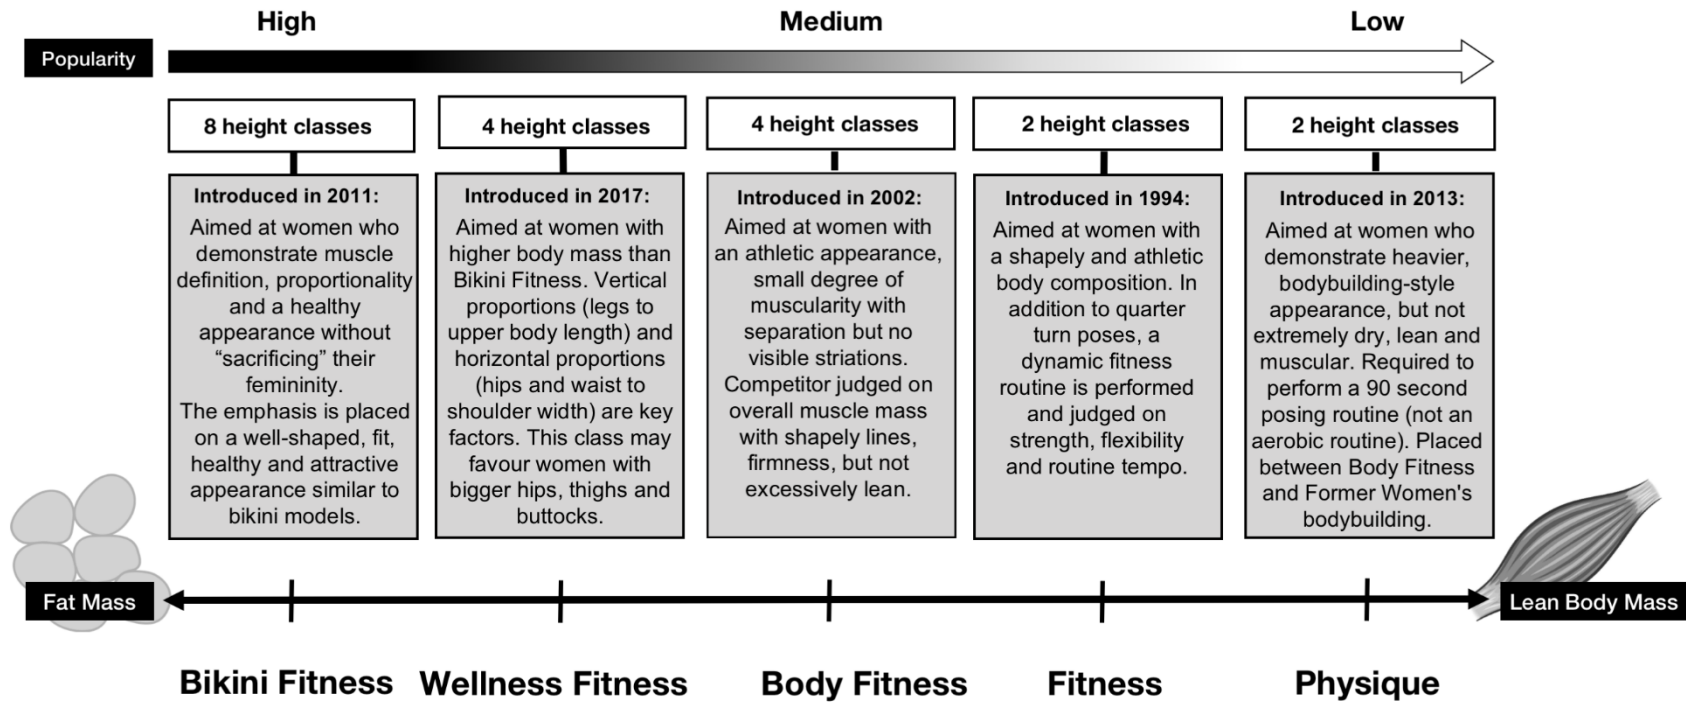 High
Medium
Low
Popularity
8 height classes
4 height classes
4 height classes
2 height classes
2 height classes
Introduced in 2011:
Aimed at women who
demonstrate muscle
definition, proportionality
and a healthy
appearance without
“sacrificing” their
femininity.
The emphasis is placed
on a well-shaped, fit,
healthy and attractive
appearance similar to
bikini models.
Introduced in 2017:
Aimed at women with
higher body mass than
Bikini Fitness. Vertical
proportions (legs to
upper body length) and
horizontal proportions
(hips and waist to
shoulder width) are key
factors. This class may
favour women with
bigger hips, thighs and
buttocks.
Introduced in 2002:
Aimed at women with
an athletic appearance,
small degree of
muscularity with
separation but no
visible striations.
Competitor judged on
overall muscle mass
with shapely lines,
firmness, but not
excessively lean.
Introduced in 1994:
Aimed at women with
a shapely and athletic
body composition. In
addition to quarter
turn poses, a
dynamic fitness
routine is performed
and judged on
strength, flexibility
and routine tempo.
Introduced in 2013:
Aimed at women who
demonstrate heavier,
bodybuilding-style
appearance, but not
extremely dry, lean and
muscular. Required to
perform a 90 second
posing routine (not an
aerobic routine). Placed
between Body Fitness
and Former Women's
bodybuilding.
Fat Mass
Lean Body Mass
Bikini Fitness
Wellness Fitness
Body Fitness
Fitness
Physique